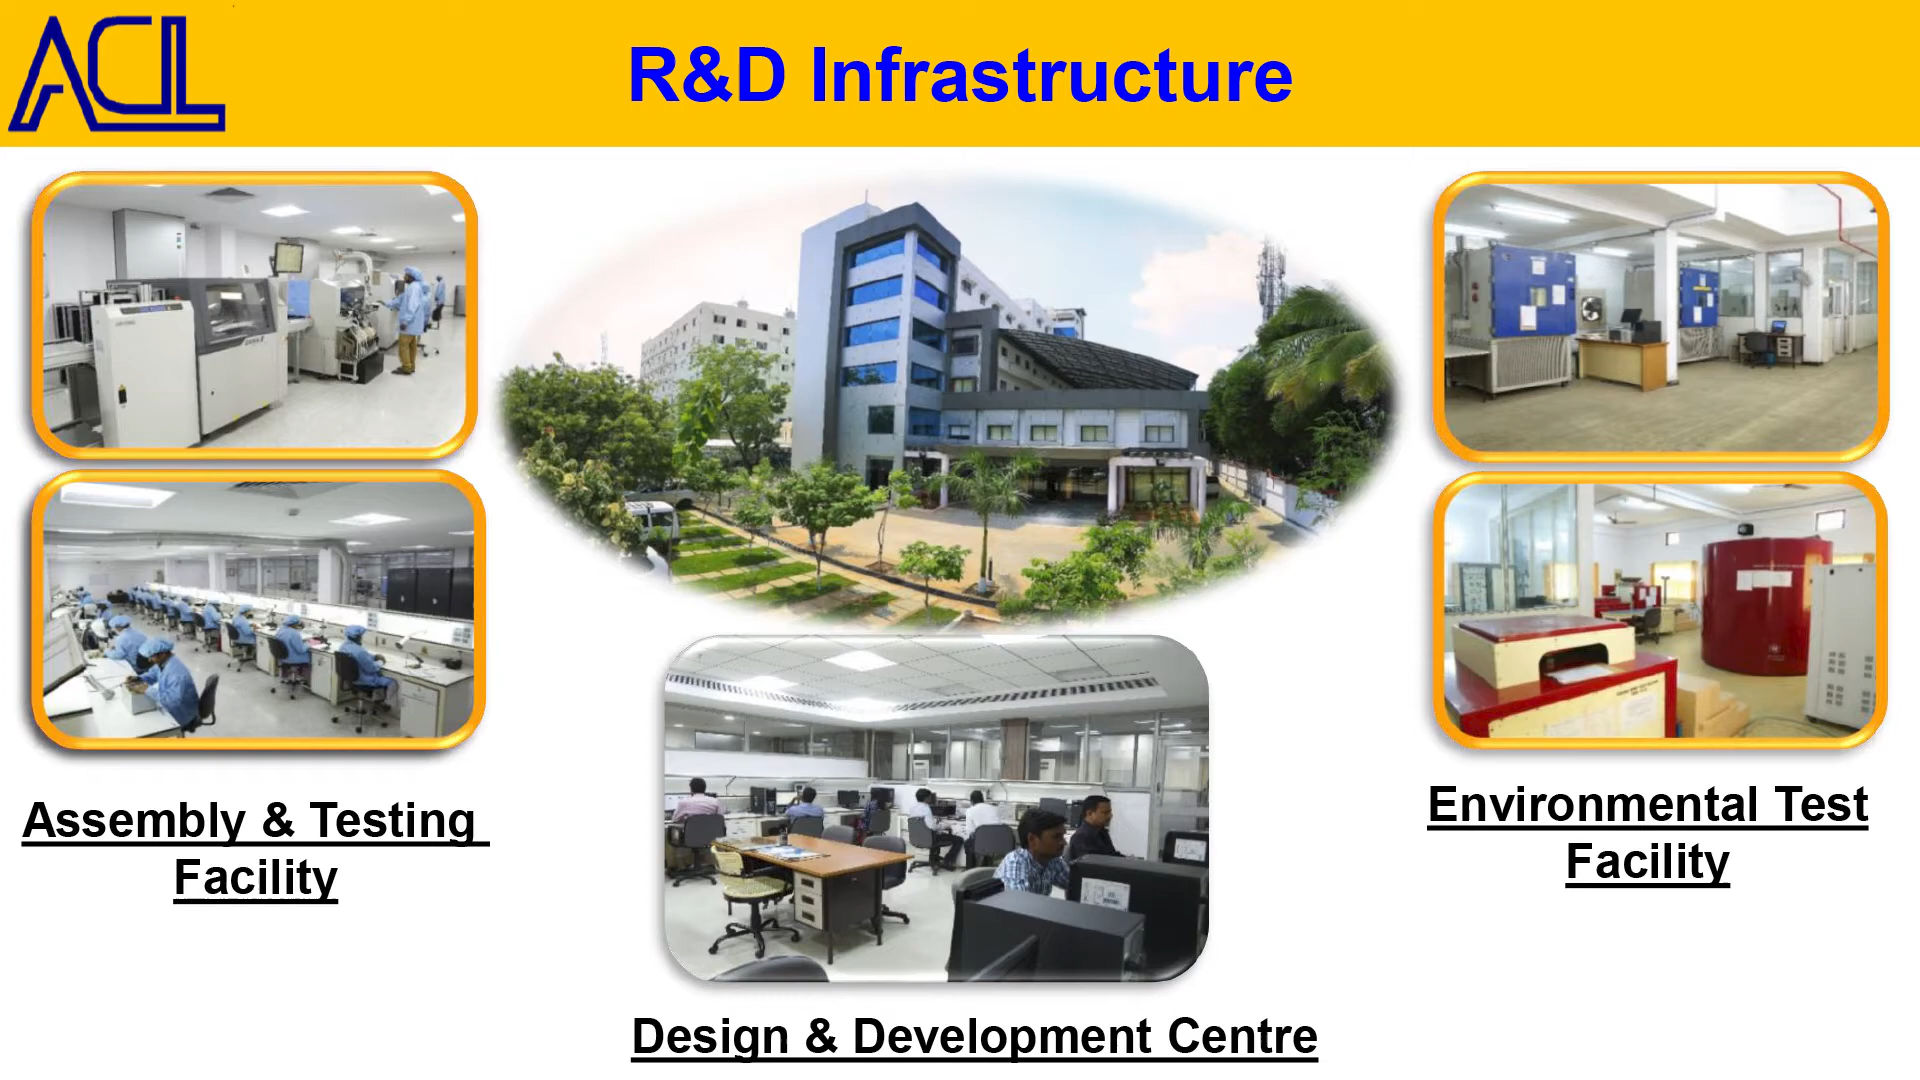 ACL
R&D Infrastructure
Assembly & Testing
Facility
Environmental Test
Facility
Design & Development Centre